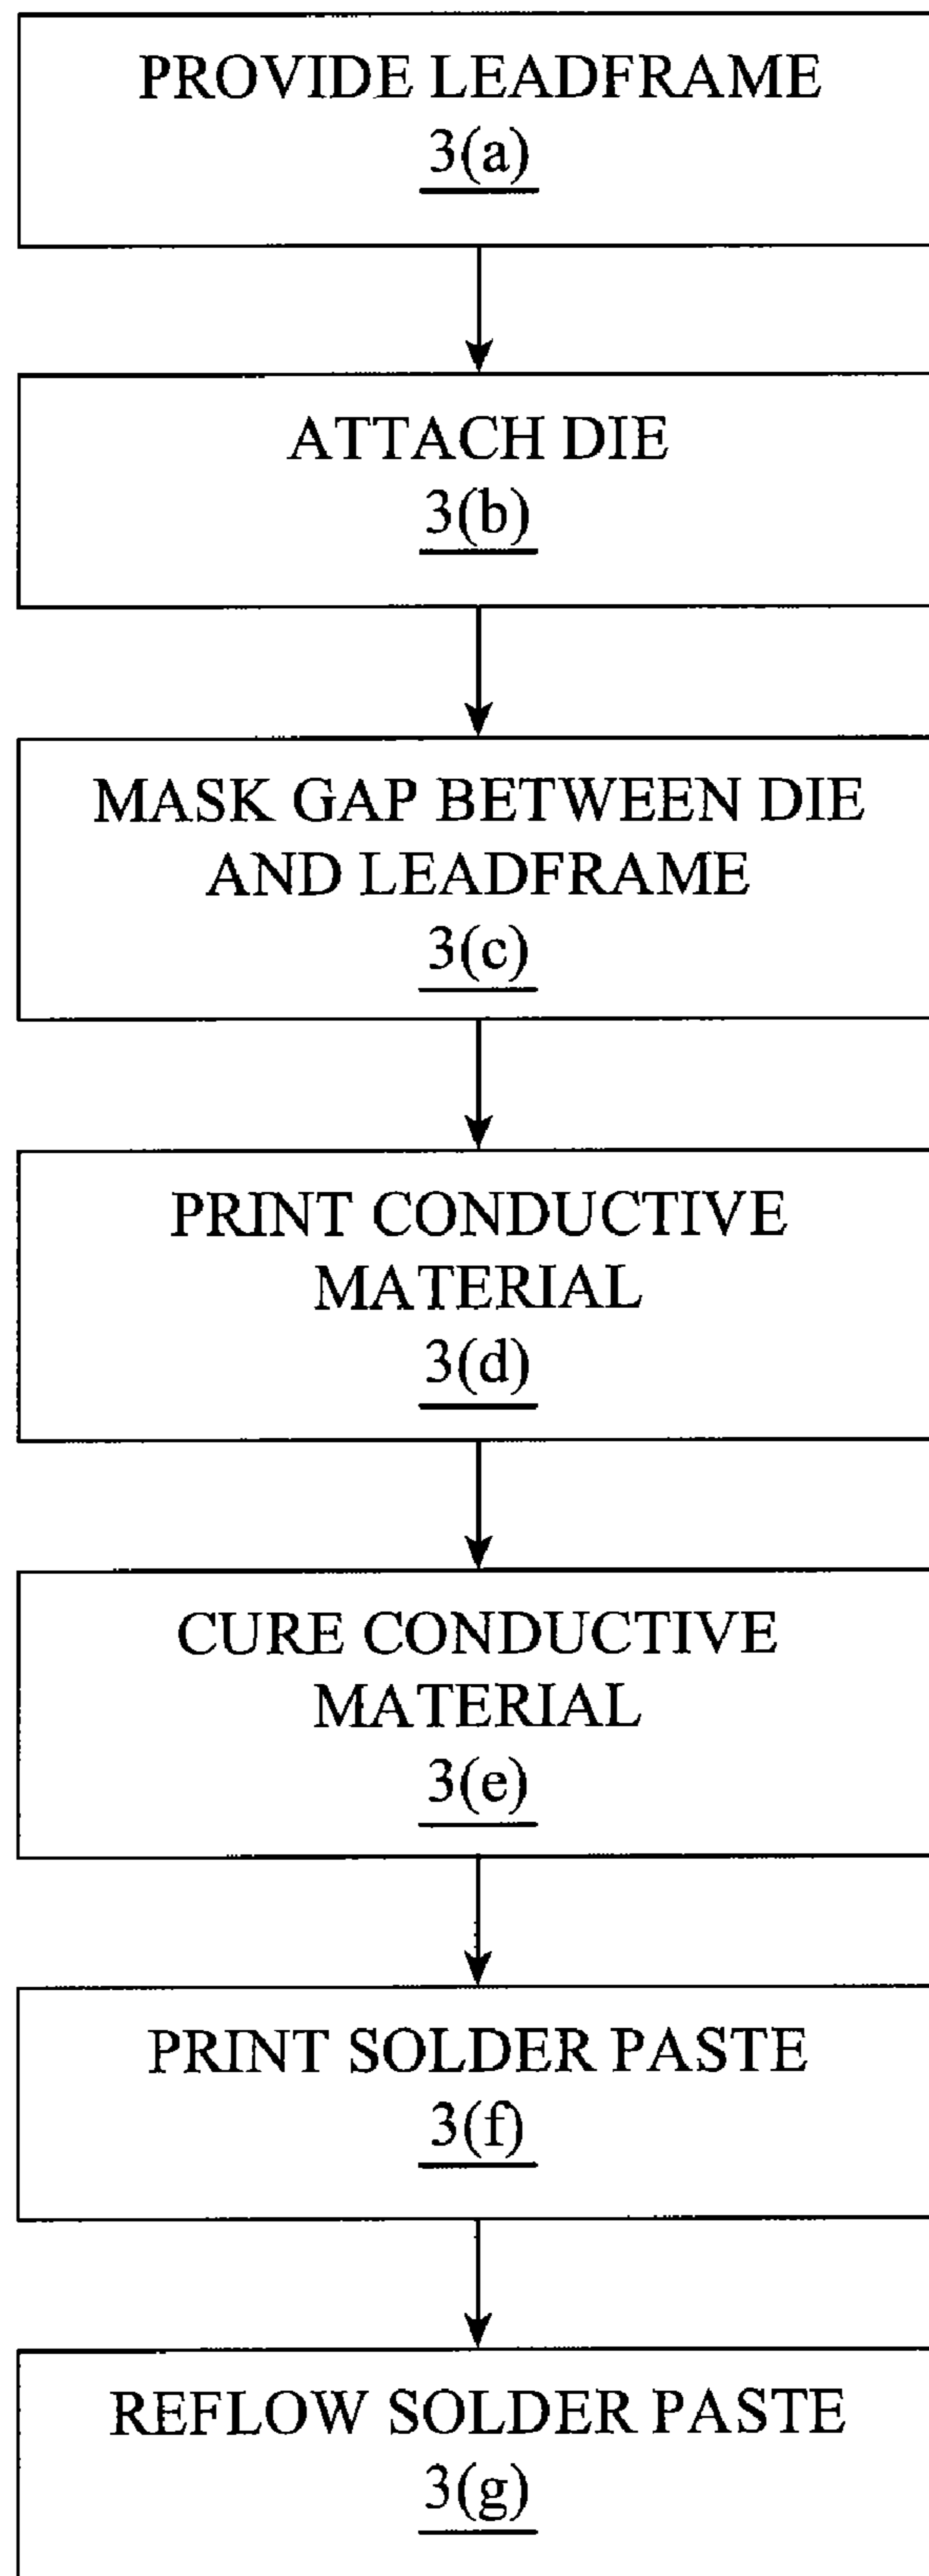 PROVIDE LEADFRAME
3(a)
ATTACH DIE
3(b)
MASK GAP BETWEEN DIE
AND LEADFRAME
3(c)
PRINT CONDUCTIVE
MATERIAL
3(d)
CURE CONDUCTIVE
MATERIAL
3(e)
PRINT SOLDER PASTE
3(f)
REFLOW SOLDER PASTE
3(g)